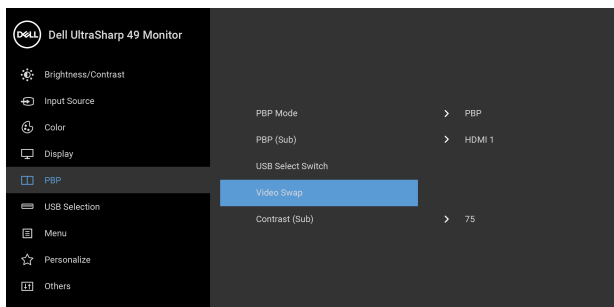 DELL
Dell UltraSharp 49 Monitor
Brightness/Contrast
Input Source
Color
Display
PBP
USB Selection
Menu
Personalize
Others
PBP Mode > PBP
PBP (Sub) > HDMI 1
USB Select Switch
Video Swap
Contrast (Sub) > 75